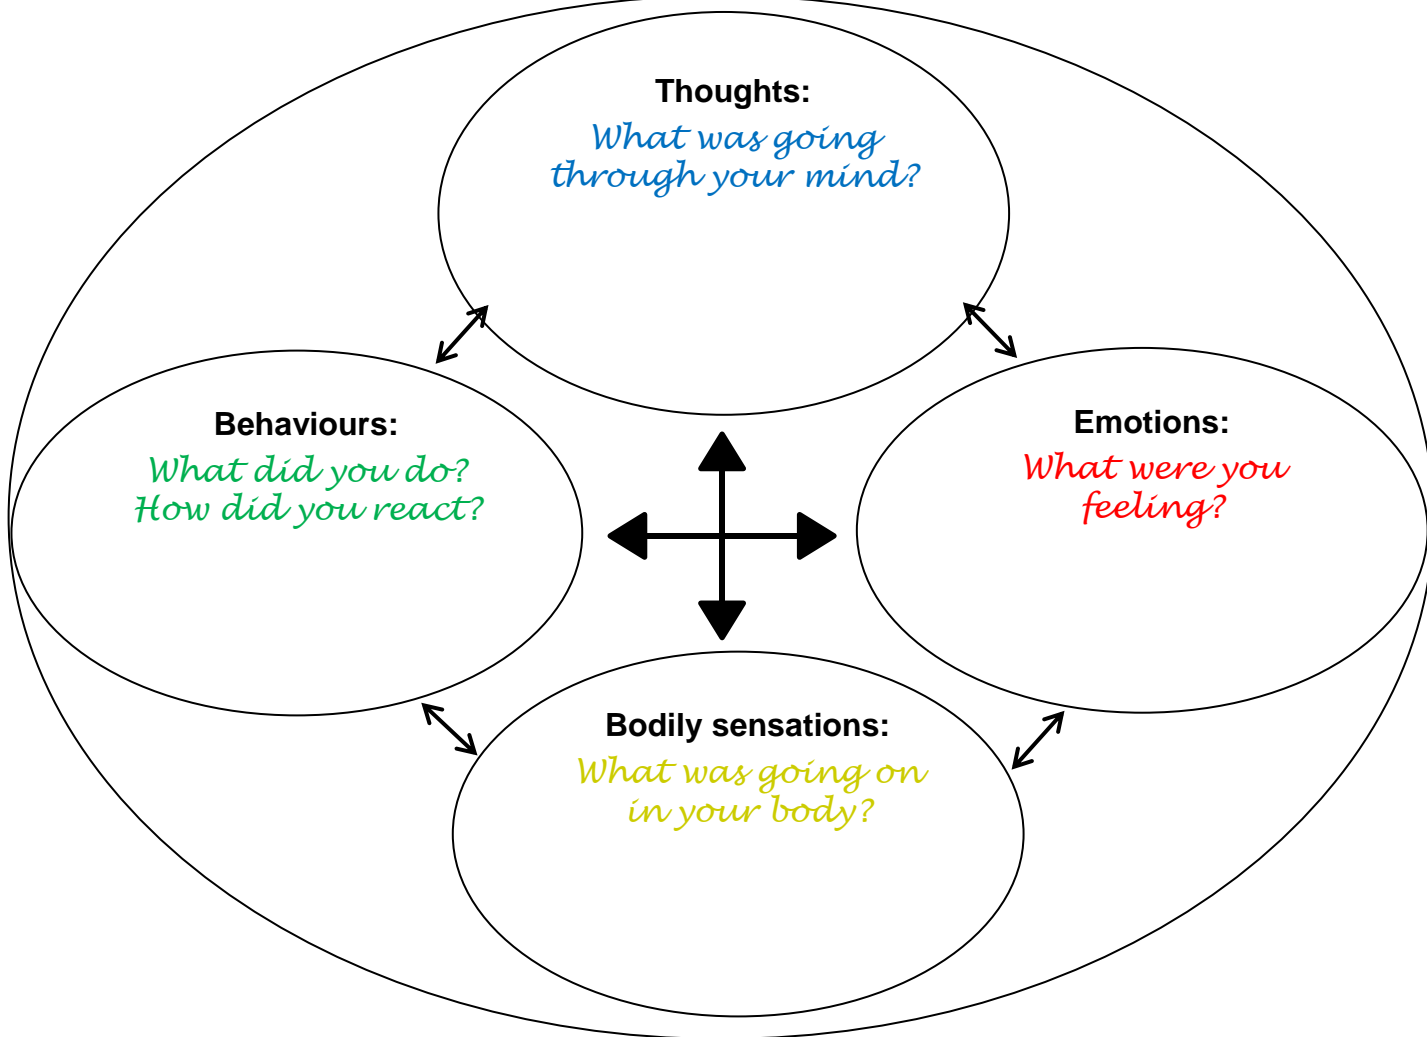 Thoughts:
What was going
through your mind?
Behaviours:
What did you do?
How did you react?
Emotions:
What were you
feeling?
Bodily sensations:
What was going on
in your body?